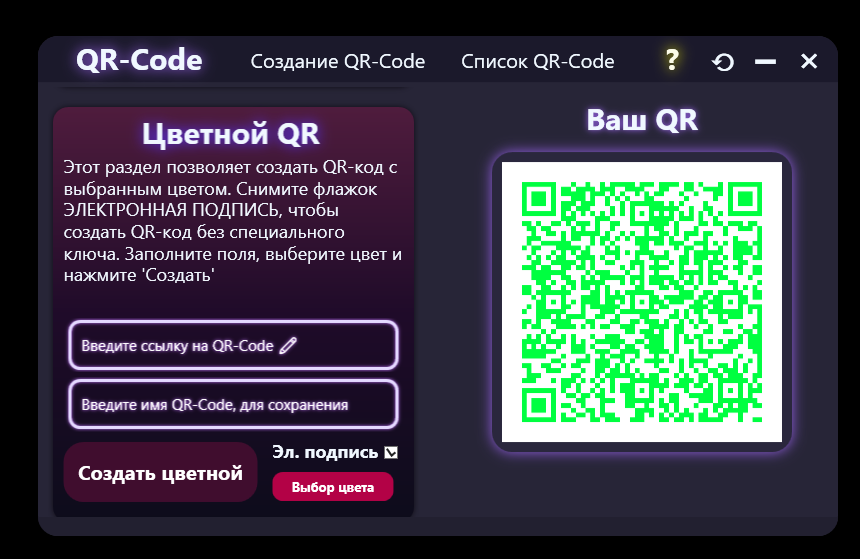 QR-Code
Создание QR-Code
Список QR-Code
?
Цветной QR
Этот раздел позволяет создать QR-код с
выбранным цветом. Снимите флажок
ЭЛЕКТРОННАЯ ПОДПИСЬ, чтобы
создать QR-код без специального
ключа. Заполните поля, выберите цвет и
нажмите 'Создать'
Введите ссылку на QR-Code
Введите имя QR-Code, для сохранения
Создать цветной
Эл. подпись
Выбор цвета
Ваш QR